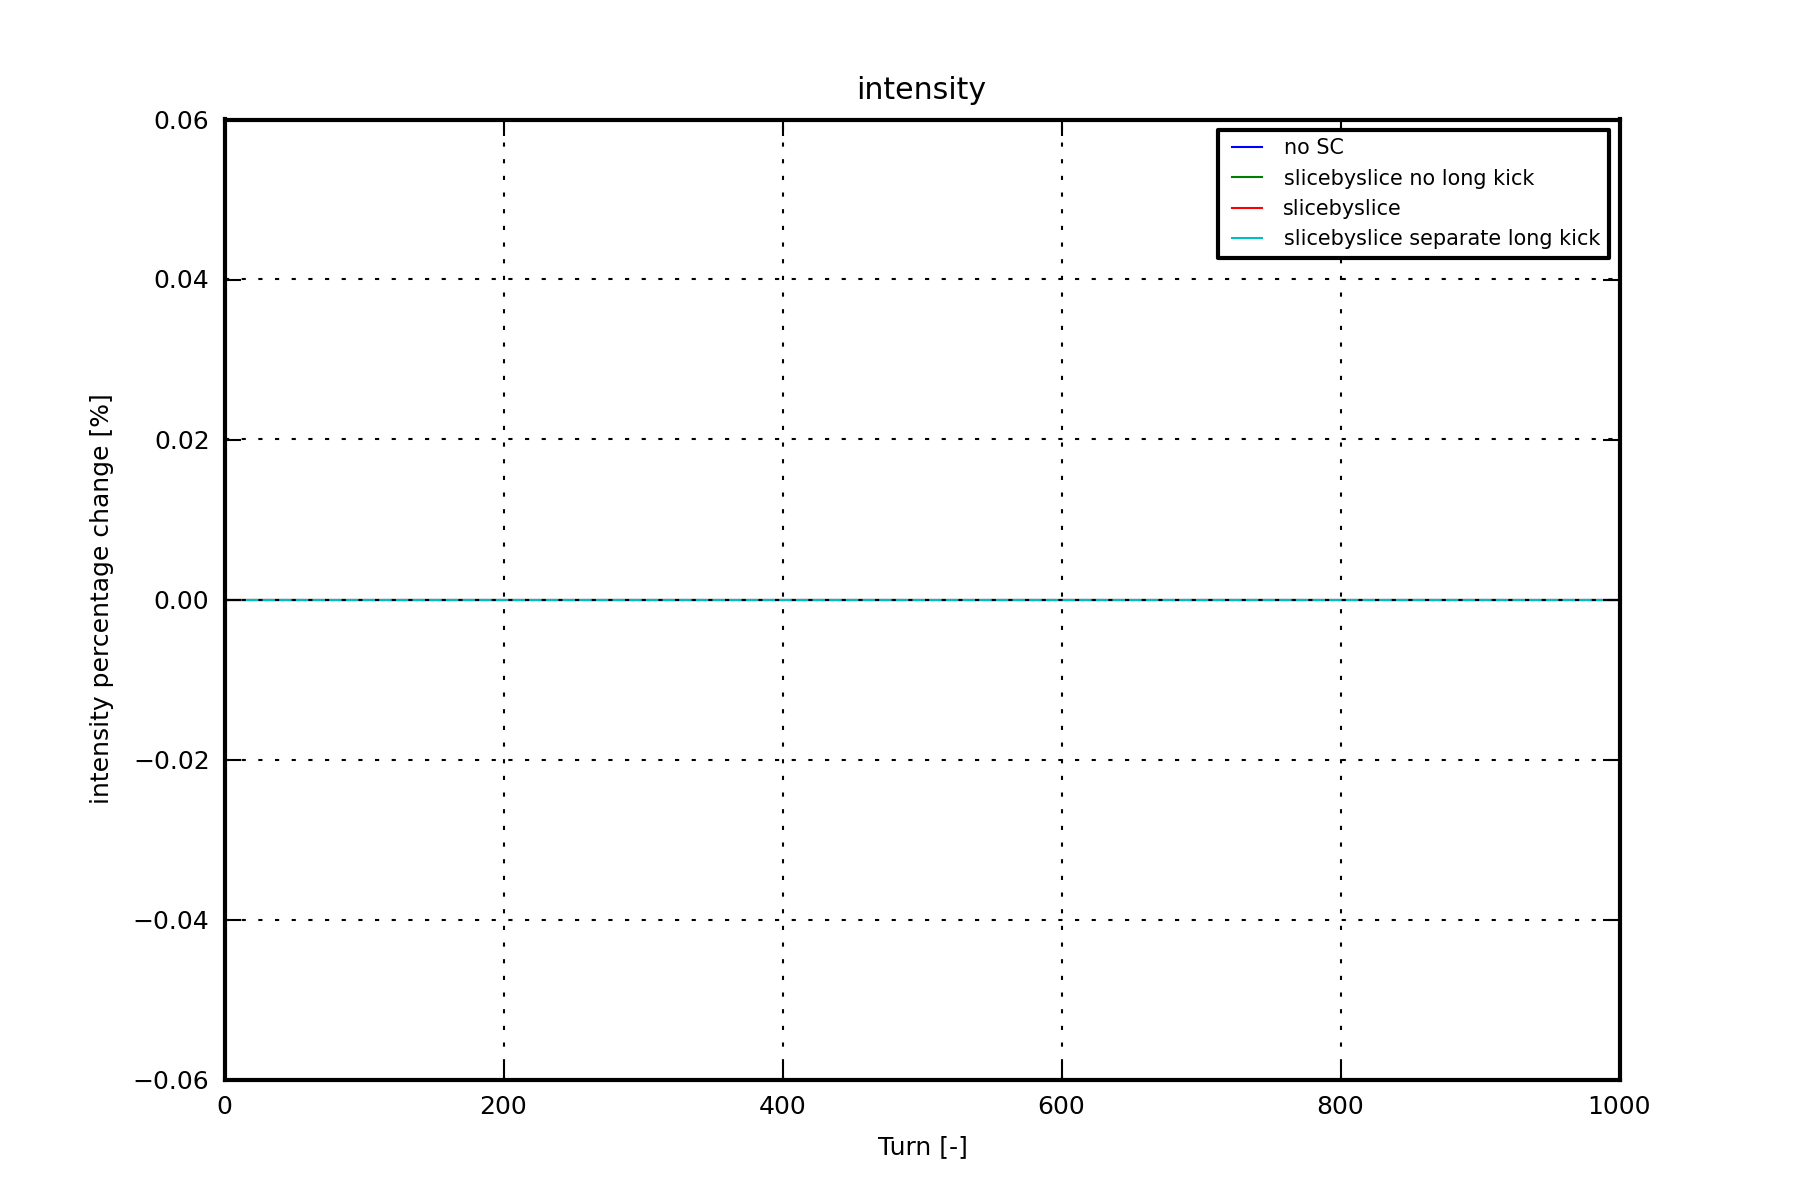 intensity
0.06
0.04
0.02
0.00
−0.02
−0.04
−0.06
intensity percentage change [%]
no SC
slicebyslice no long kick
slicebyslice
slicebyslice separate long kick
0 200 400 600 800 1000
Turn [-]